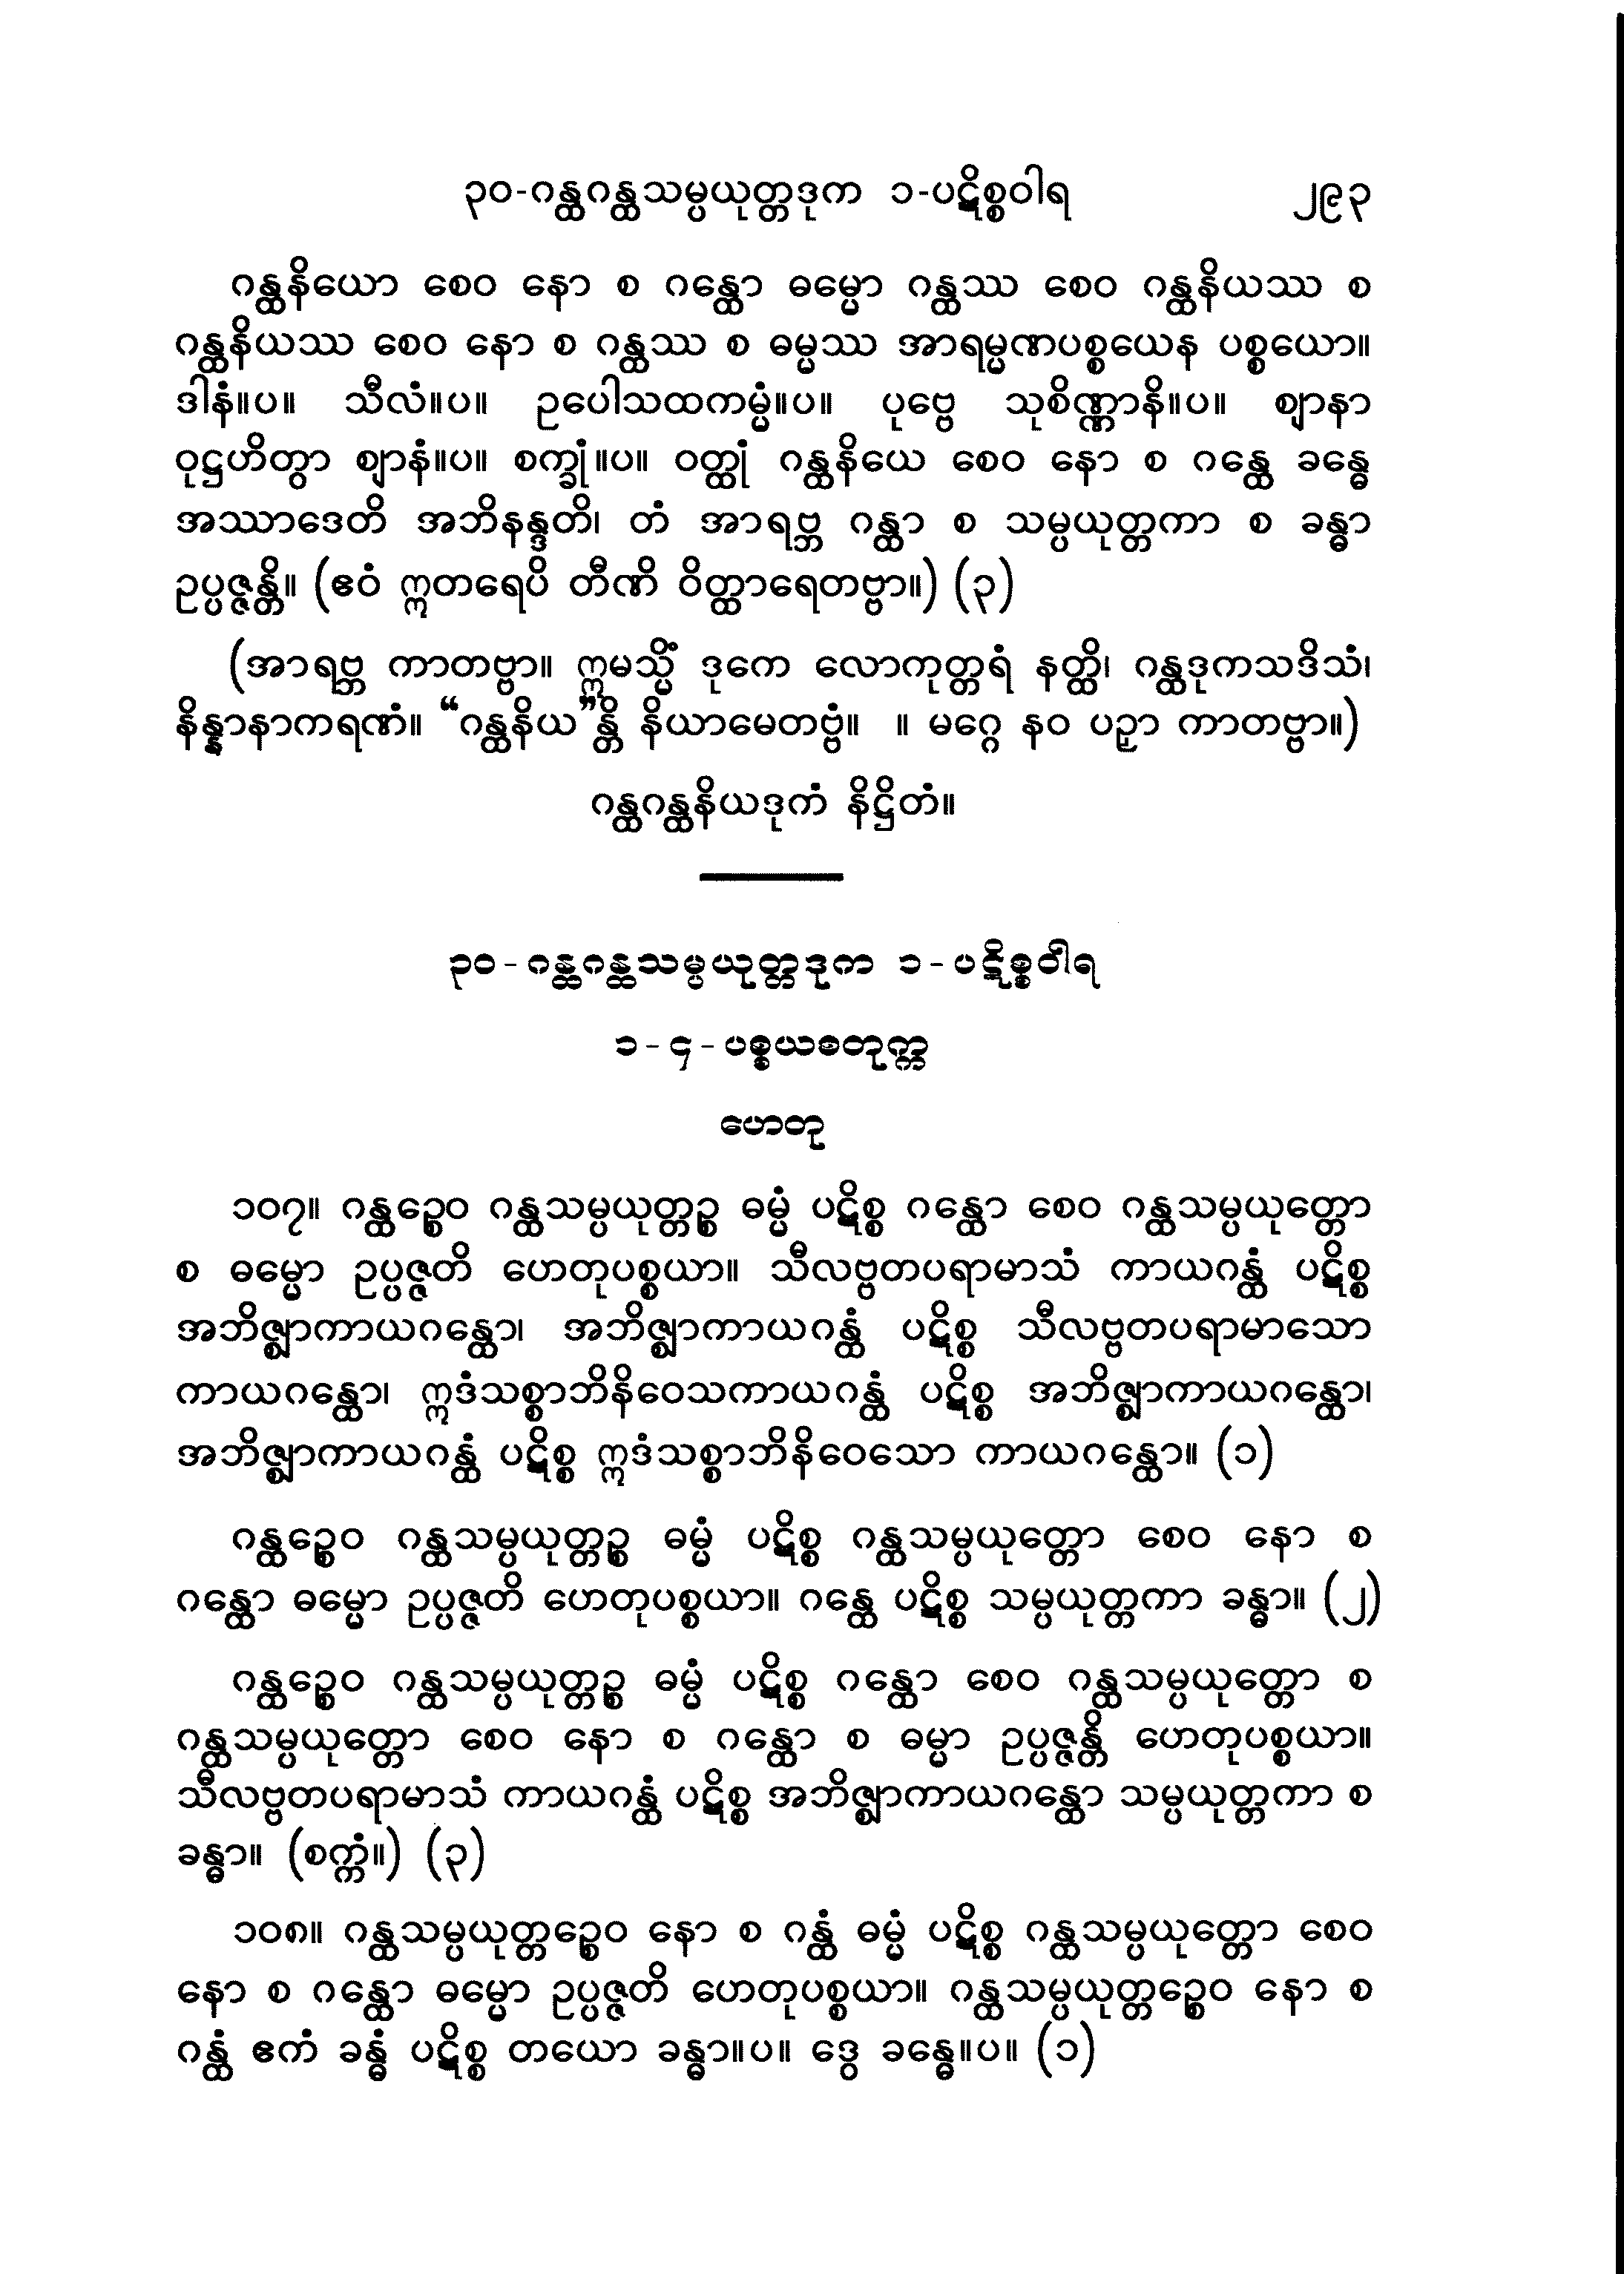 ၃၀-ဂန္ထဂန္ထသမ္ပယုတ္တဒုက ၁-ပဋိစ္စဝါရ ၂၉၃
ဂန္ထနိယော စေဝ နော စ ဂန္ထော ဓမ္မော ဂန္ထဿ စေဝ ဂန္ထနိယဿ စ
ဂန္ထနိယဿ စေဝ နော စ ဂန္ထဿ စ ဓမ္မဿ အာရမ္မဏပစ္စယေန ပစ္စယော။
ဒါနံ။ပ။ သီလံ။ပ။ ဥပေါသထကမ္မံ။ပ။ ပုဗ္ဗေ သုစိဏ္ဏာနိ။ပ။ ဈာနာ
ဝုဋ္ဌဟိတွာ ဈာနံ။ပ။ စက္ခုံ။ပ။ ဝတ္ထုံ ဂန္ထနိယေ စေဝ နော စ ဂန္ထေ ခန္ဓေ
အဿာဒေတိ အဘိနန္ဒတိ၊ တံ အာရဗ္ဘ ဂန္ထာ စ သမ္ပယုတ္တကာ စ ခန္ဓာ
ဥပ္ပဇ္ဇန္တိ။ (ဧဝံ ဣတရေပိ တီဏိ ဝိတ္ထာရေတဗ္ဗာ။) (၃)
(အာရဗ္ဘ ကာတဗ္ဗာ။ ဣမသ္မိံ ဒုကေ လောကုတ္တရံ နတ္ထိ၊ ဂန္ထဒုကသဒိသံ၊
နိန္နာနာကရဏံ။ “ဂန္ထနိယ”န္တိ နိယာမေတဗ္ဗံ။ ။ မဂ္ဂေ နဝ ပဉှာ ကာတဗ္ဗာ။)
ဂန္ထဂန္ထနိယဒုကံ နိဋ္ဌိတံ။
၃၀-ဂန္ထဂန္ထသမ္ပယုတ္တဒုက ၁-ပဋိစ္စဝါရ
၁-၄-ပစ္စယစတုက္က
ဟေတု
၁၀၇။ ဂန္ထဉ္စေဝ ဂန္ထသမ္ပယုတ္တဉ္စ ဓမ္မံ ပဋိစ္စ ဂန္ထော စေဝ ဂန္ထသမ္ပယုတ္တော
စ ဓမ္မော ဥပ္ပဇ္ဇတိ ဟေတုပစ္စယာ။ သီလဗ္ဗတပရာမာသံ ကာယဂန္ထံ ပဋိစ္စ
အဘိဇ္ဈာကာယဂန္ထော၊ အဘိဇ္ဈာကာယဂန္ထံ ပဋိစ္စ သီလဗ္ဗတပရာမာသော
ကာယဂန္ထော၊ ဣဒံသစ္စာဘိနိဝေသကာယဂန္ထံ ပဋိစ္စ အဘိဇ္ဈာကာယဂန္ထော၊
အဘိဇ္ဈာကာယဂန္ထံ ပဋိစ္စ ဣဒံသစ္စာဘိနိဝေသော ကာယဂန္ထော။ (၁)
ဂန္ထဉ္စေဝ ဂန္ထသမ္ပယုတ္တဉ္စ ဓမ္မံ ပဋိစ္စ ဂန္ထသမ္ပယုတ္တော စေဝ နော စ
ဂန္ထော ဓမ္မော ဥပ္ပဇ္ဇတိ ဟေတုပစ္စယာ။ ဂန္ထေ ပဋိစ္စ သမ္ပယုတ္တကာ ခန္ဓာ။ (၂)
ဂန္ထဉ္စေဝ ဂန္ထသမ္ပယုတ္တဉ္စ ဓမ္မံ ပဋိစ္စ ဂန္ထော စေဝ ဂန္ထသမ္ပယုတ္တော စ
ဂန္ထသမ္ပယုတ္တော စေဝ နော စ ဂန္ထော စ ဓမ္မာ ဥပ္ပဇ္ဇန္တိ ဟေတုပစ္စယာ။
သီလဗ္ဗတပရာမာသံ ကာယဂန္ထံ ပဋိစ္စ အဘိဇ္ဈာကာယဂန္ထော သမ္ပယုတ္တကာ စ
ခန္ဓာ။ (စက္ကံ။) (၃)
၁၀၈။ ဂန္ထသမ္ပယုတ္တဉ္စေဝ နော စ ဂန္ထံ ဓမ္မံ ပဋိစ္စ ဂန္ထသမ္ပယုတ္တော စေဝ
နော စ ဂန္ထော ဓမ္မော ဥပ္ပဇ္ဇတိ ဟေတုပစ္စယာ။ ဂန္ထသမ္ပယုတ္တဉ္စေဝ နော စ
ဂန္ထံ ဧကံ ခန္ဓံ ပဋိစ္စ တယော ခန္ဓာ။ပ။ ဒွေ ခန္ဓေ။ပ။ (၁)